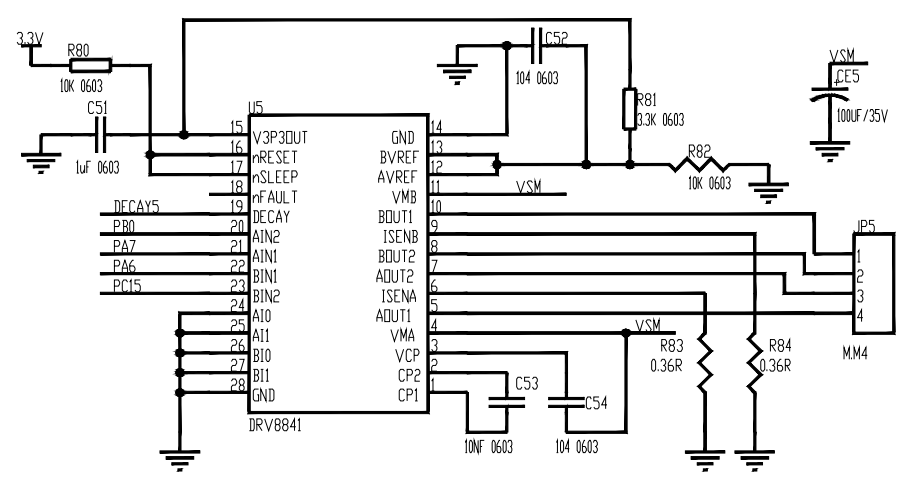 3.3V
R80
10K 0603
C51
1uF 0603
C52
104 0603
R81
3.3K 0603
R82
10K 0603
VSM
+
CE5
100UF/35V
U5
15 V3P3OUT
16 nRESET
17 nSLEEP
18 nFAULT
19 DECAY
20 AIN2
21 AIN1
22 BIN1
23 BIN2
24 AI0
25 AI1
26 BI0
27 BI1
28 GND
DECAY5
PB0
PA7
PA6
PC15
GND 14
BVREF 13
AVREF 12
VMB 11
BOUT1 10
ISENB 9
BOUT2 8
AOUT2 7
ISENA 6
AOUT1 5
VMA 4
VCP 3
CP2 2
CP1 1
DRV8841
VSM
VSM
JP5
1
2
3
4
M.M4
R83
0.36R
R84
0.36R
C53
10NF 0603
C54
104 0603